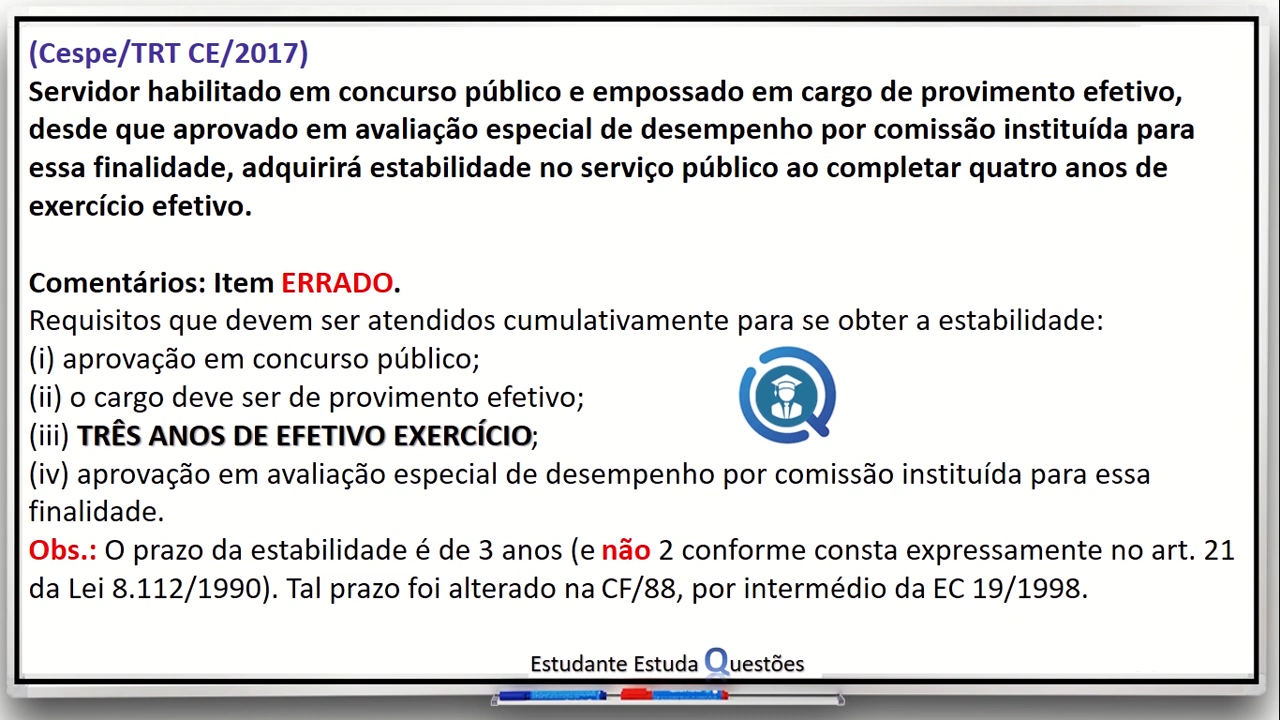 (Cespe/TRT CE/2017)
Servidor habilitado em concurso público e empossado em cargo de provimento efetivo,
desde que aprovado em avaliação especial de desempenho por comissão instituída para
essa finalidade, adquirirá estabilidade no serviço público ao completar quatro anos de
exercício efetivo.
Comentários: Item ERRADO.
Requisitos que devem ser atendidos cumulativamente para se obter a estabilidade:
(i) aprovação em concurso público;
(ii) o cargo deve ser de provimento efetivo;
(iii) TRÊS ANOS DE EFETIVO EXERCÍCIO;
(iv) aprovação em avaliação especial de desempenho por comissão instituída para essa
finalidade.
Obs.: O prazo da estabilidade é de 3 anos (e não 2 conforme consta expressamente no art. 21
da Lei 8.112/1990). Tal prazo foi alterado na CF/88, por intermédio da EC 19/1998.
Estudante Estuda Questões